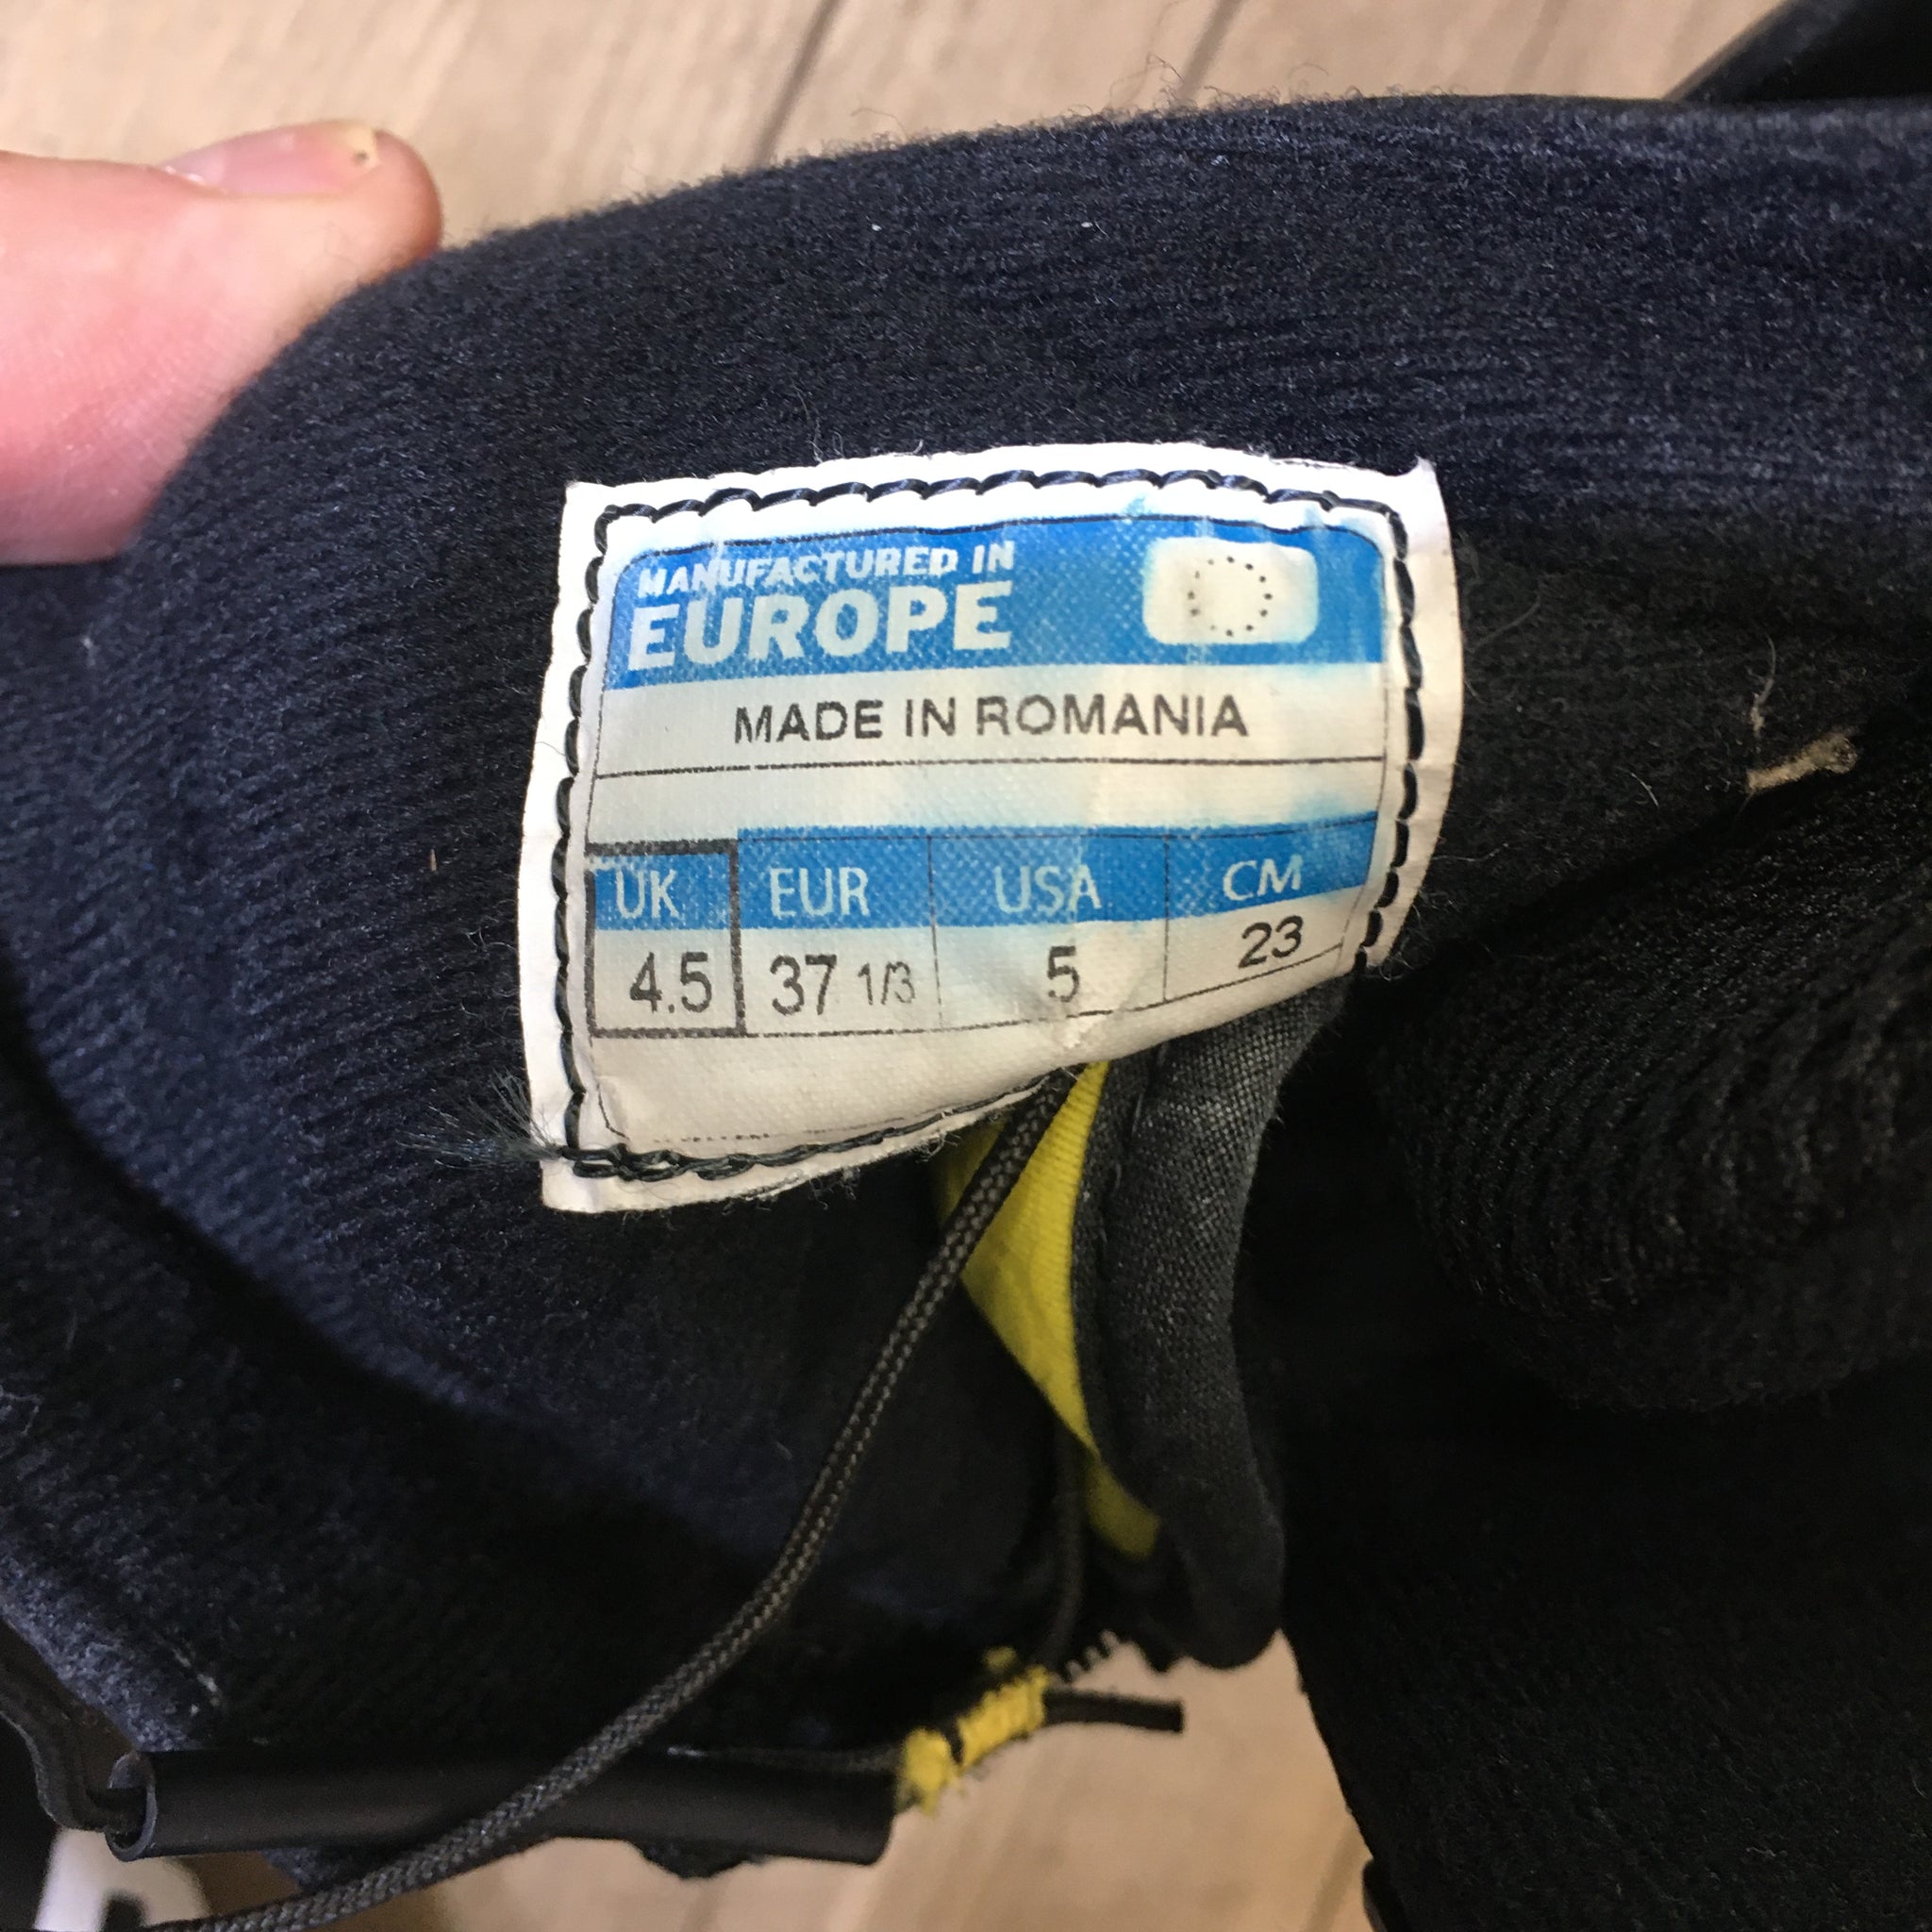 MANUFACTURED IN
EUROPE
MADE IN ROMANIA
UK EUR USA CM
4.5 37 1/3 5 23